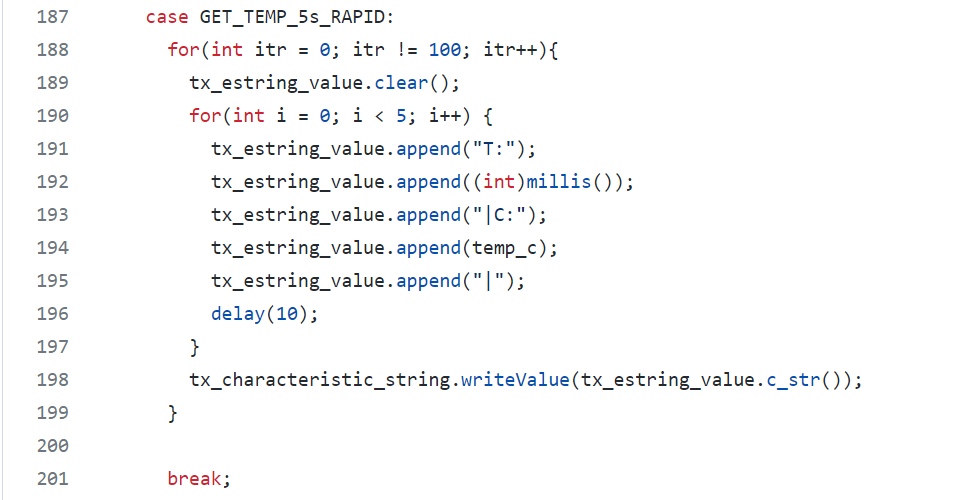 187 case GET_TEMP_5s_RAPID:
188 for(int itr = 0; itr != 100; itr++){
189 tx_estring_value.clear();
190 for(int i = 0; i < 5; i++) {
191 tx_estring_value.append("T:");
192 tx_estring_value.append((int)millis());
193 tx_estring_value.append("|C:");
194 tx_estring_value.append(temp_c);
195 tx_estring_value.append("|");
196 delay(10);
197 }
198 tx_characteristic_string.writeValue(tx_estring_value.c_str());
199 }
200
201 break;